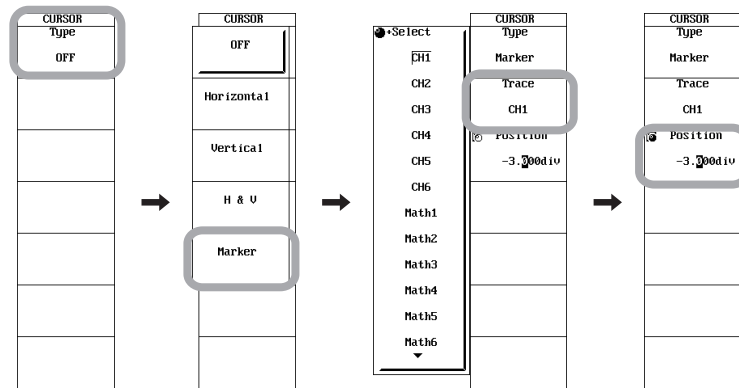 CURSOR
Type
OFF
CURSOR
OFF
Horizontal
Vertical
H & V
Marker
+Select
CH1
CH2
CH3
CH4
CH5
CH6
Math1
Math2
Math3
Math4
Math5
Math6
CURSOR
Type
Marker
Trace
CH1
Position
-3.000div
CURSOR
Type
Marker
Trace
CH1
Position
-3.000div